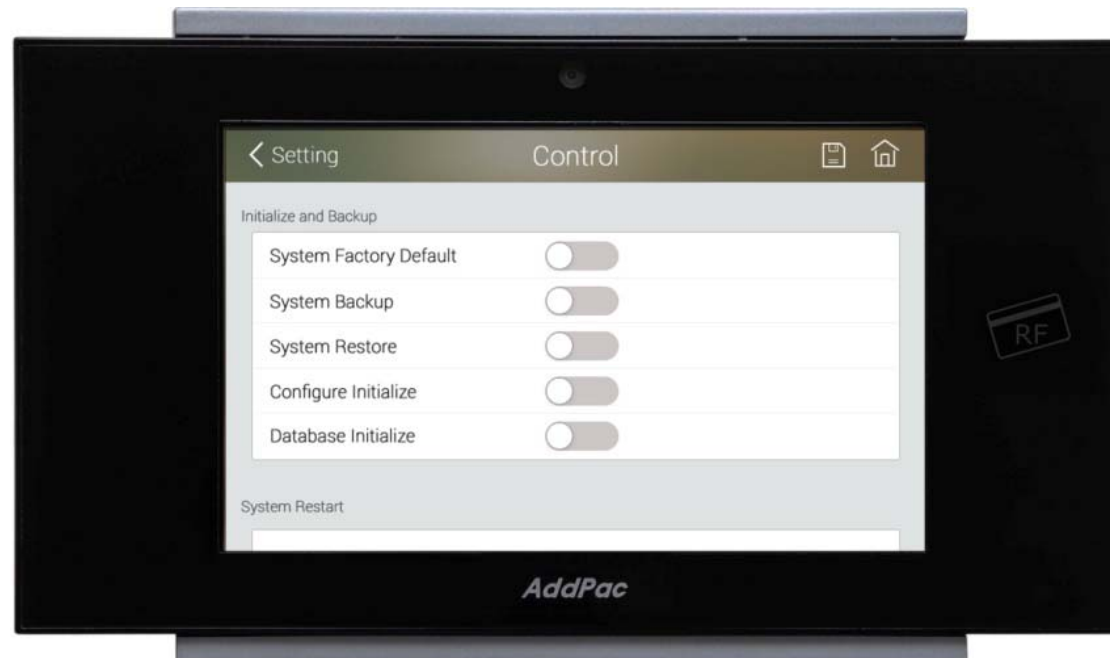 Setting
Control
Initialize and Backup
System Factory Default
System Backup
System Restore
Configure Initialize
Database Initialize
System Restart
RF
AddPac